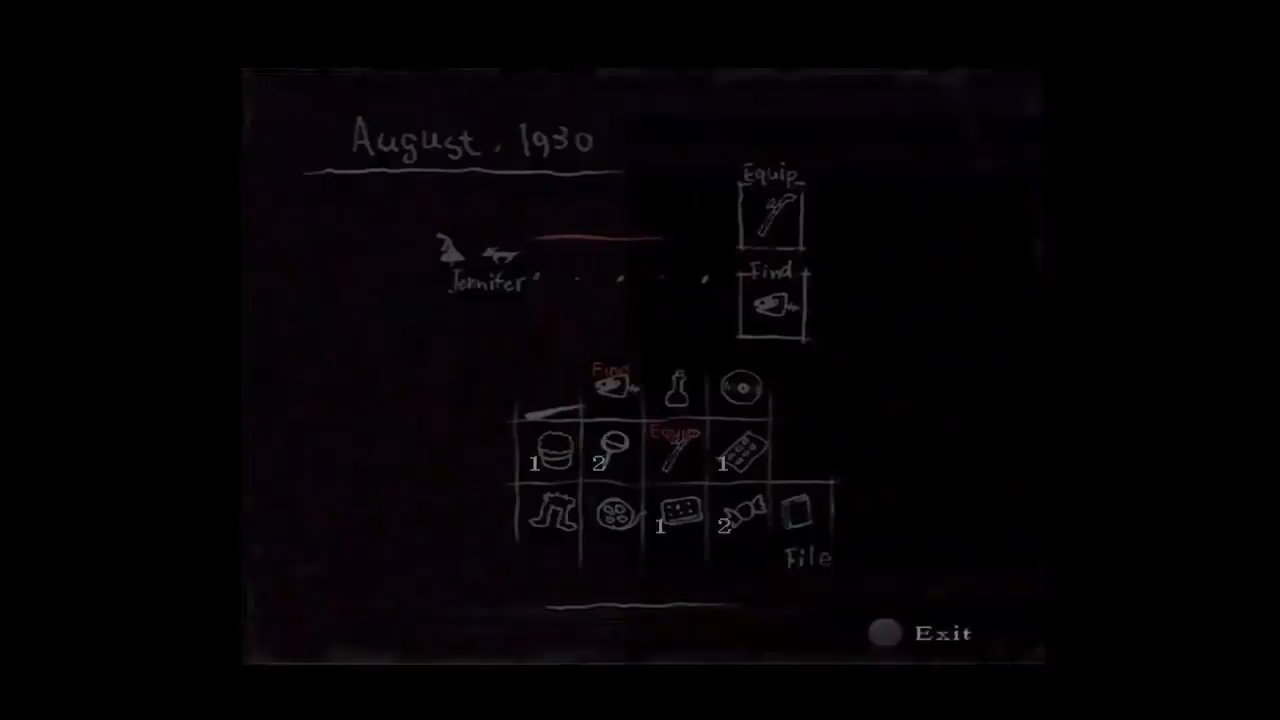 August. 1930
Equip
Jennifer
Find
Find
Equip
1 2 1
1 2
File
Exit